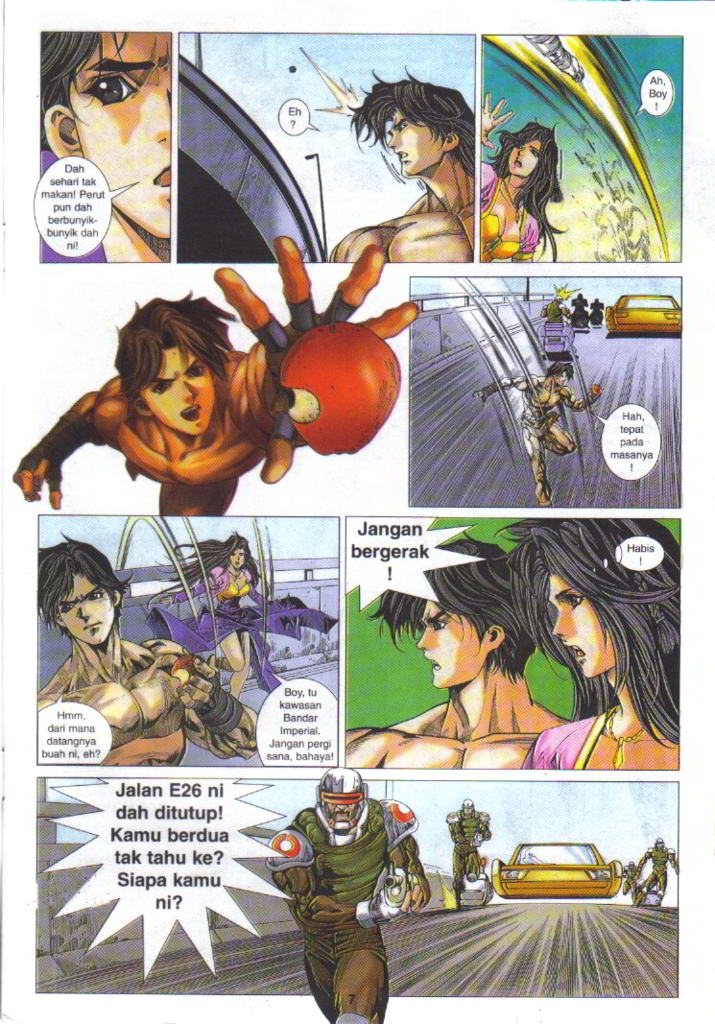 Dah
sehari tak
makan! Perut
pun dah
berbunyik-
bunyik dah
ni!
Eh
?
Ah,
Boy
!
Hah,
tepat
pada
masanya
!
Hmm,
dari mana
datangnya
buah ni, eh?
Boy, tu
kawasan
Bandar
Imperial.
Jangan pergi
sana, bahaya!
Jangan
bergerak
!
Habis
!
Jalan E26 ni
dah ditutup!
Kamu berdua
tak tahu ke?
Siapa kamu
ni?
7